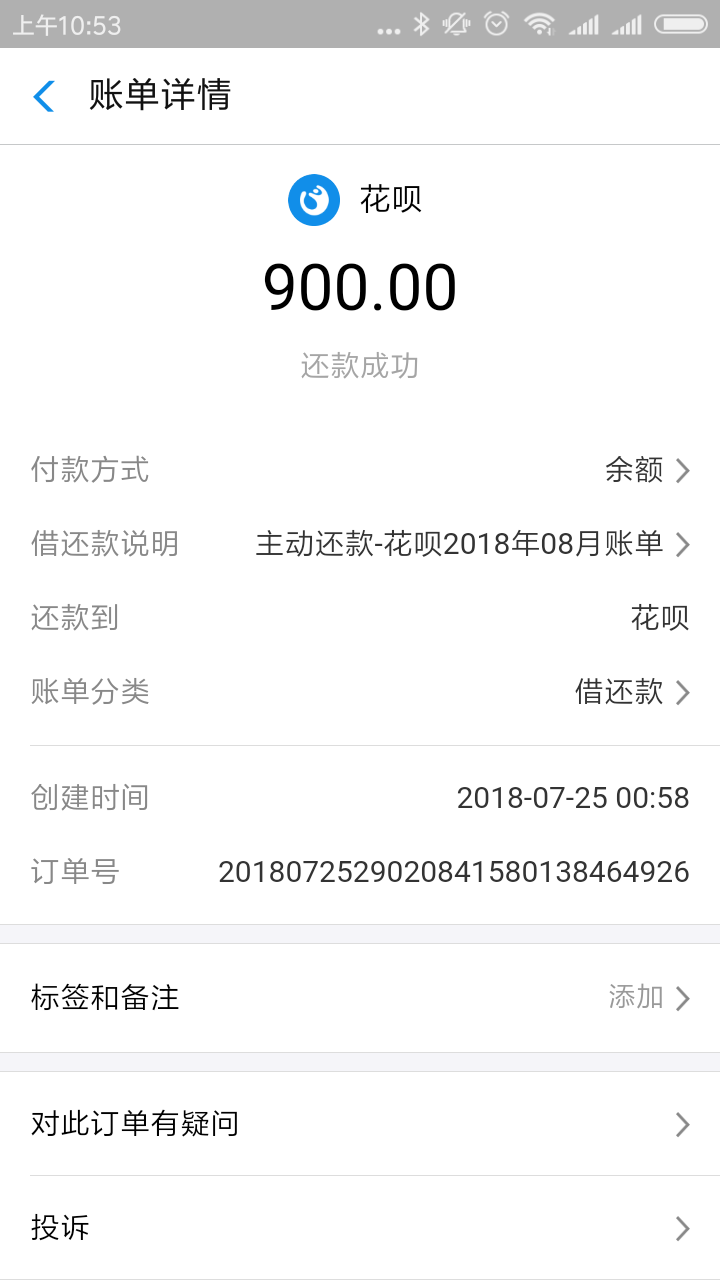 上午10:53
账单详情
花呗
900.00
还款成功
付款方式 余额
借还款说明 主动还款-花呗2018年08月账单
还款到 花呗
账单分类 借还款
创建时间 2018-07-25 00:58
订单号 2018072529020841580138464926
标签和备注 添加
对此订单有疑问
投诉